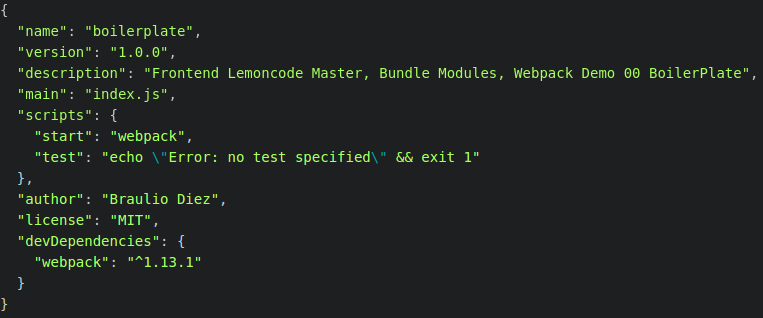 {
  "name": "boilerplate",
  "version": "1.0.0",
  "description": "Frontend Lemoncode Master, Bundle Modules, Webpack Demo 00 BoilerPlate",
  "main": "index.js",
  "scripts": {
    "start": "webpack",
    "test": "echo \"Error: no test specified\" && exit 1"
  },
  "author": "Braulio Diez",
  "license": "MIT",
  "devDependencies": {
    "webpack": "^1.13.1"
  }
}